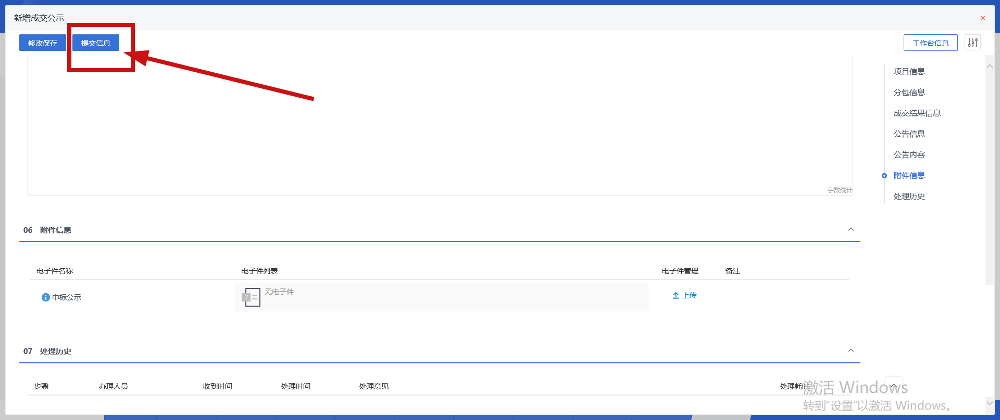 新增成交公示
×
修改保存 提交信息 工作台信息
项目信息
分包信息
成交结果信息
公告信息
公告内容
附件信息
处理历史
字数统计
06 附件信息
电子件名称 电子件列表 电子件管理 备注
中标公示 无电子件 上传
07 处理历史
步骤 办理人员 收到时间 处理时间 处理意见 处理耗时
激活 Windows
转到“设置”以激活 Windows。